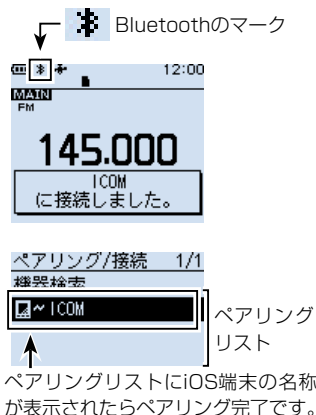 Bluetoothのマーク
12:00
MAIN
FM
145.000
ICOM
に接続しました。
ペアリング/接続 1/1
機器検索
ICOM
ペアリング
リスト
ペアリングリストにiOS端末の名称
が表示されたらペアリング完了です。